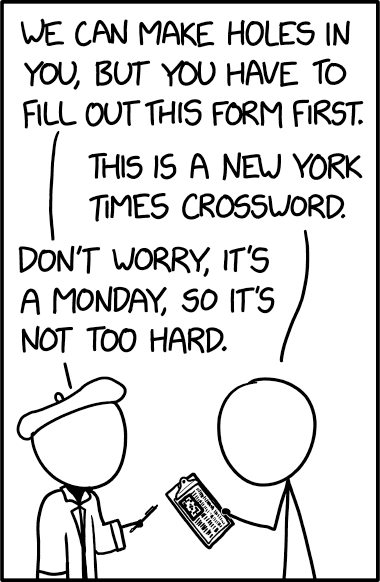 WE CAN MAKE HOLES IN
YOU, BUT YOU HAVE TO
FILL OUT THIS FORM FIRST.
THIS IS A NEW YORK
TIMES CROSSWORD.
DON'T WORRY, IT'S
A MONDAY, SO IT'S
NOT TOO HARD.